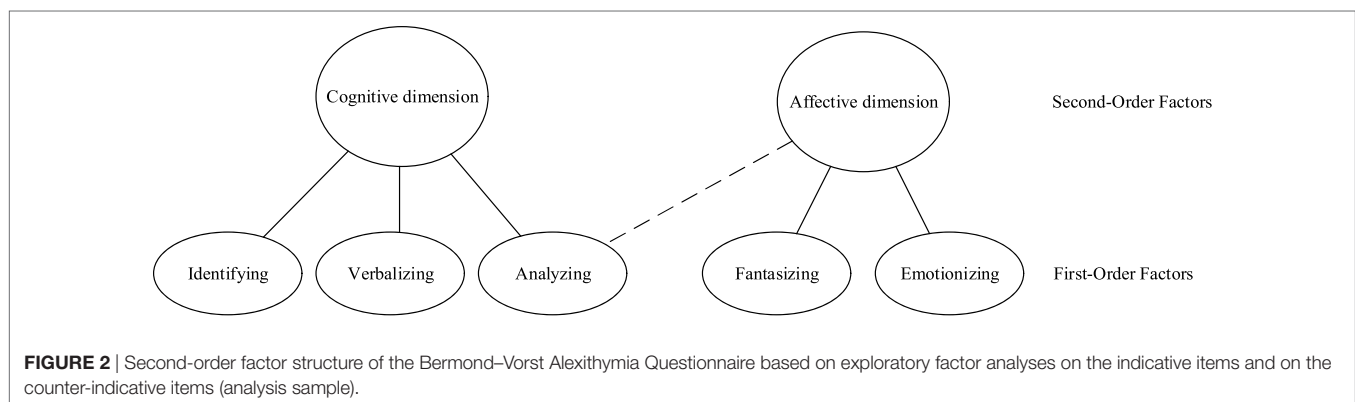 Cognitive dimension
Affective dimension
Second-Order Factors
Identifying
Verbalizing
Analyzing
Fantasizing
Emotionizing
First-Order Factors
FIGURE 2 | Second-order factor structure of the Bermond–Vorst Alexithymia Questionnaire based on exploratory factor analyses on the indicative items and on the
counter-indicative items (analysis sample).